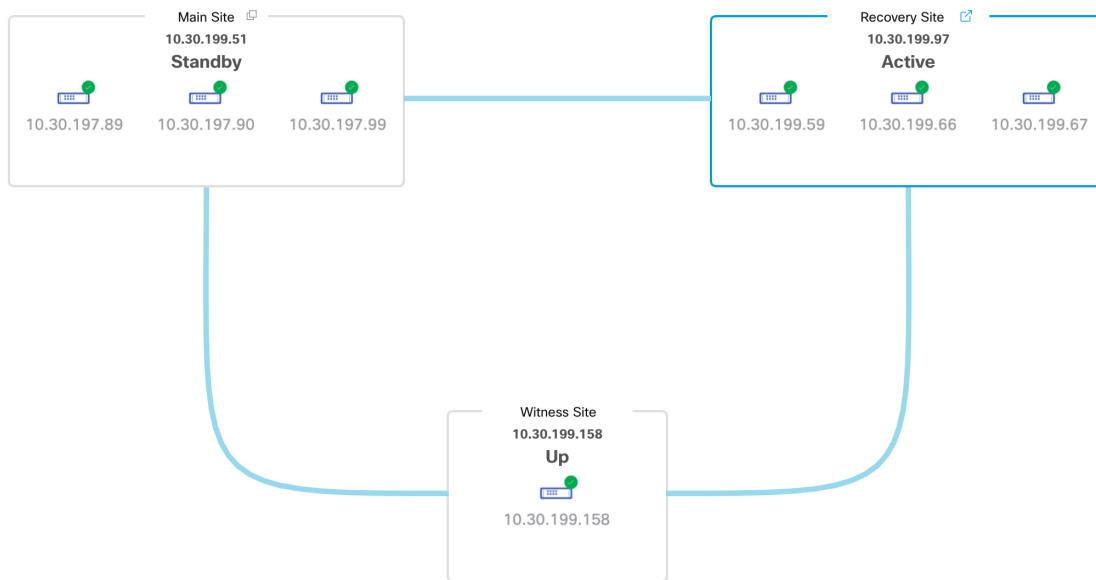 Main Site
10.30.199.51
Standby
10.30.197.89
10.30.197.90
10.30.197.99
Recovery Site
10.30.199.97
Active
10.30.199.59
10.30.199.66
10.30.199.67
Witness Site
10.30.199.158
Up
10.30.199.158